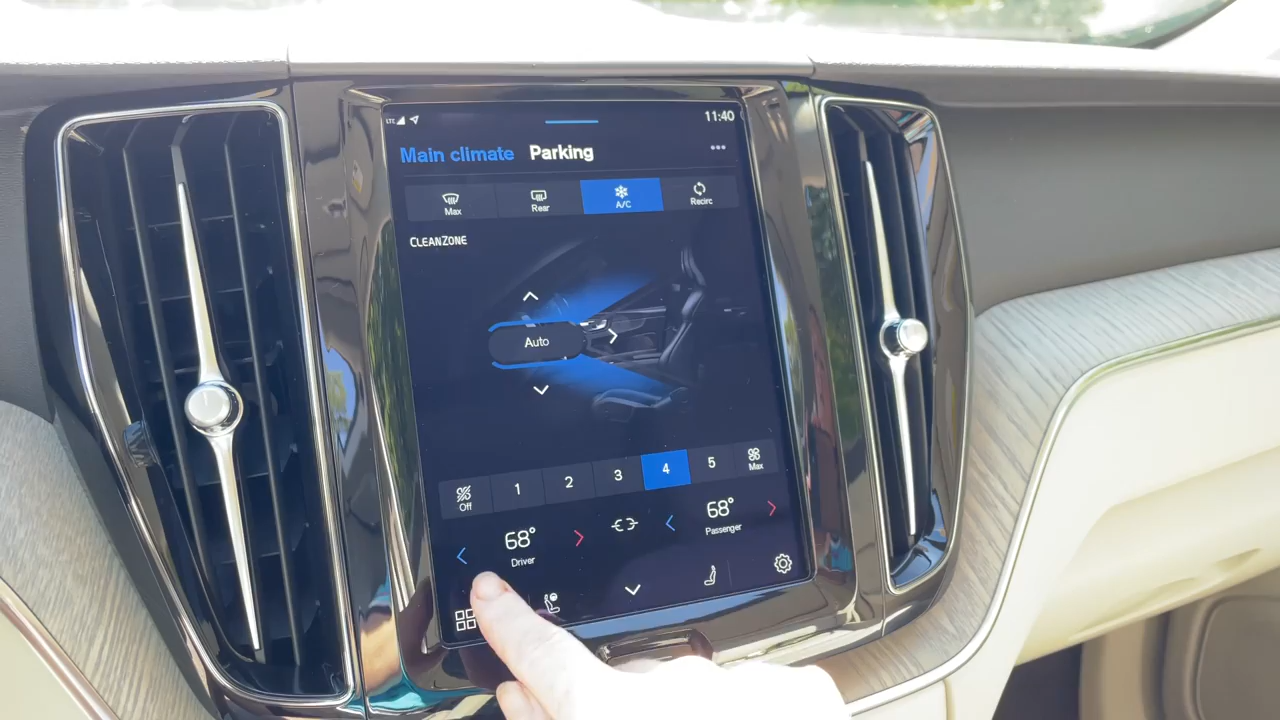 LTE 11:40
Main climate Parking
Max Rear A/C Recirc
CLEANZONE
Auto
Off 1 2 3 4 5 Max
68° 68°
Driver Passenger